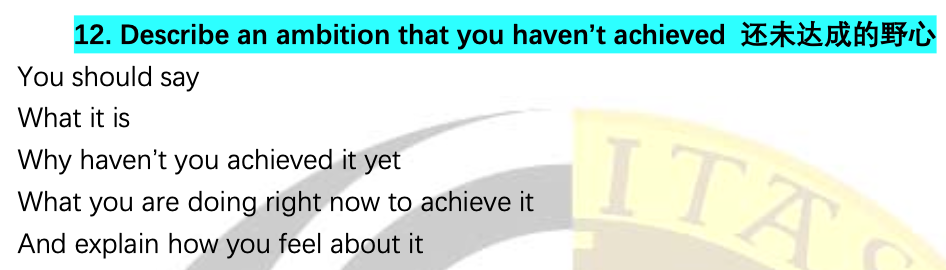 12. Describe an ambition that you haven’t achieved 还未达成的野心
You should say
What it is
Why haven’t you achieved it yet
What you are doing right now to achieve it
And explain how you feel about it
ITAS